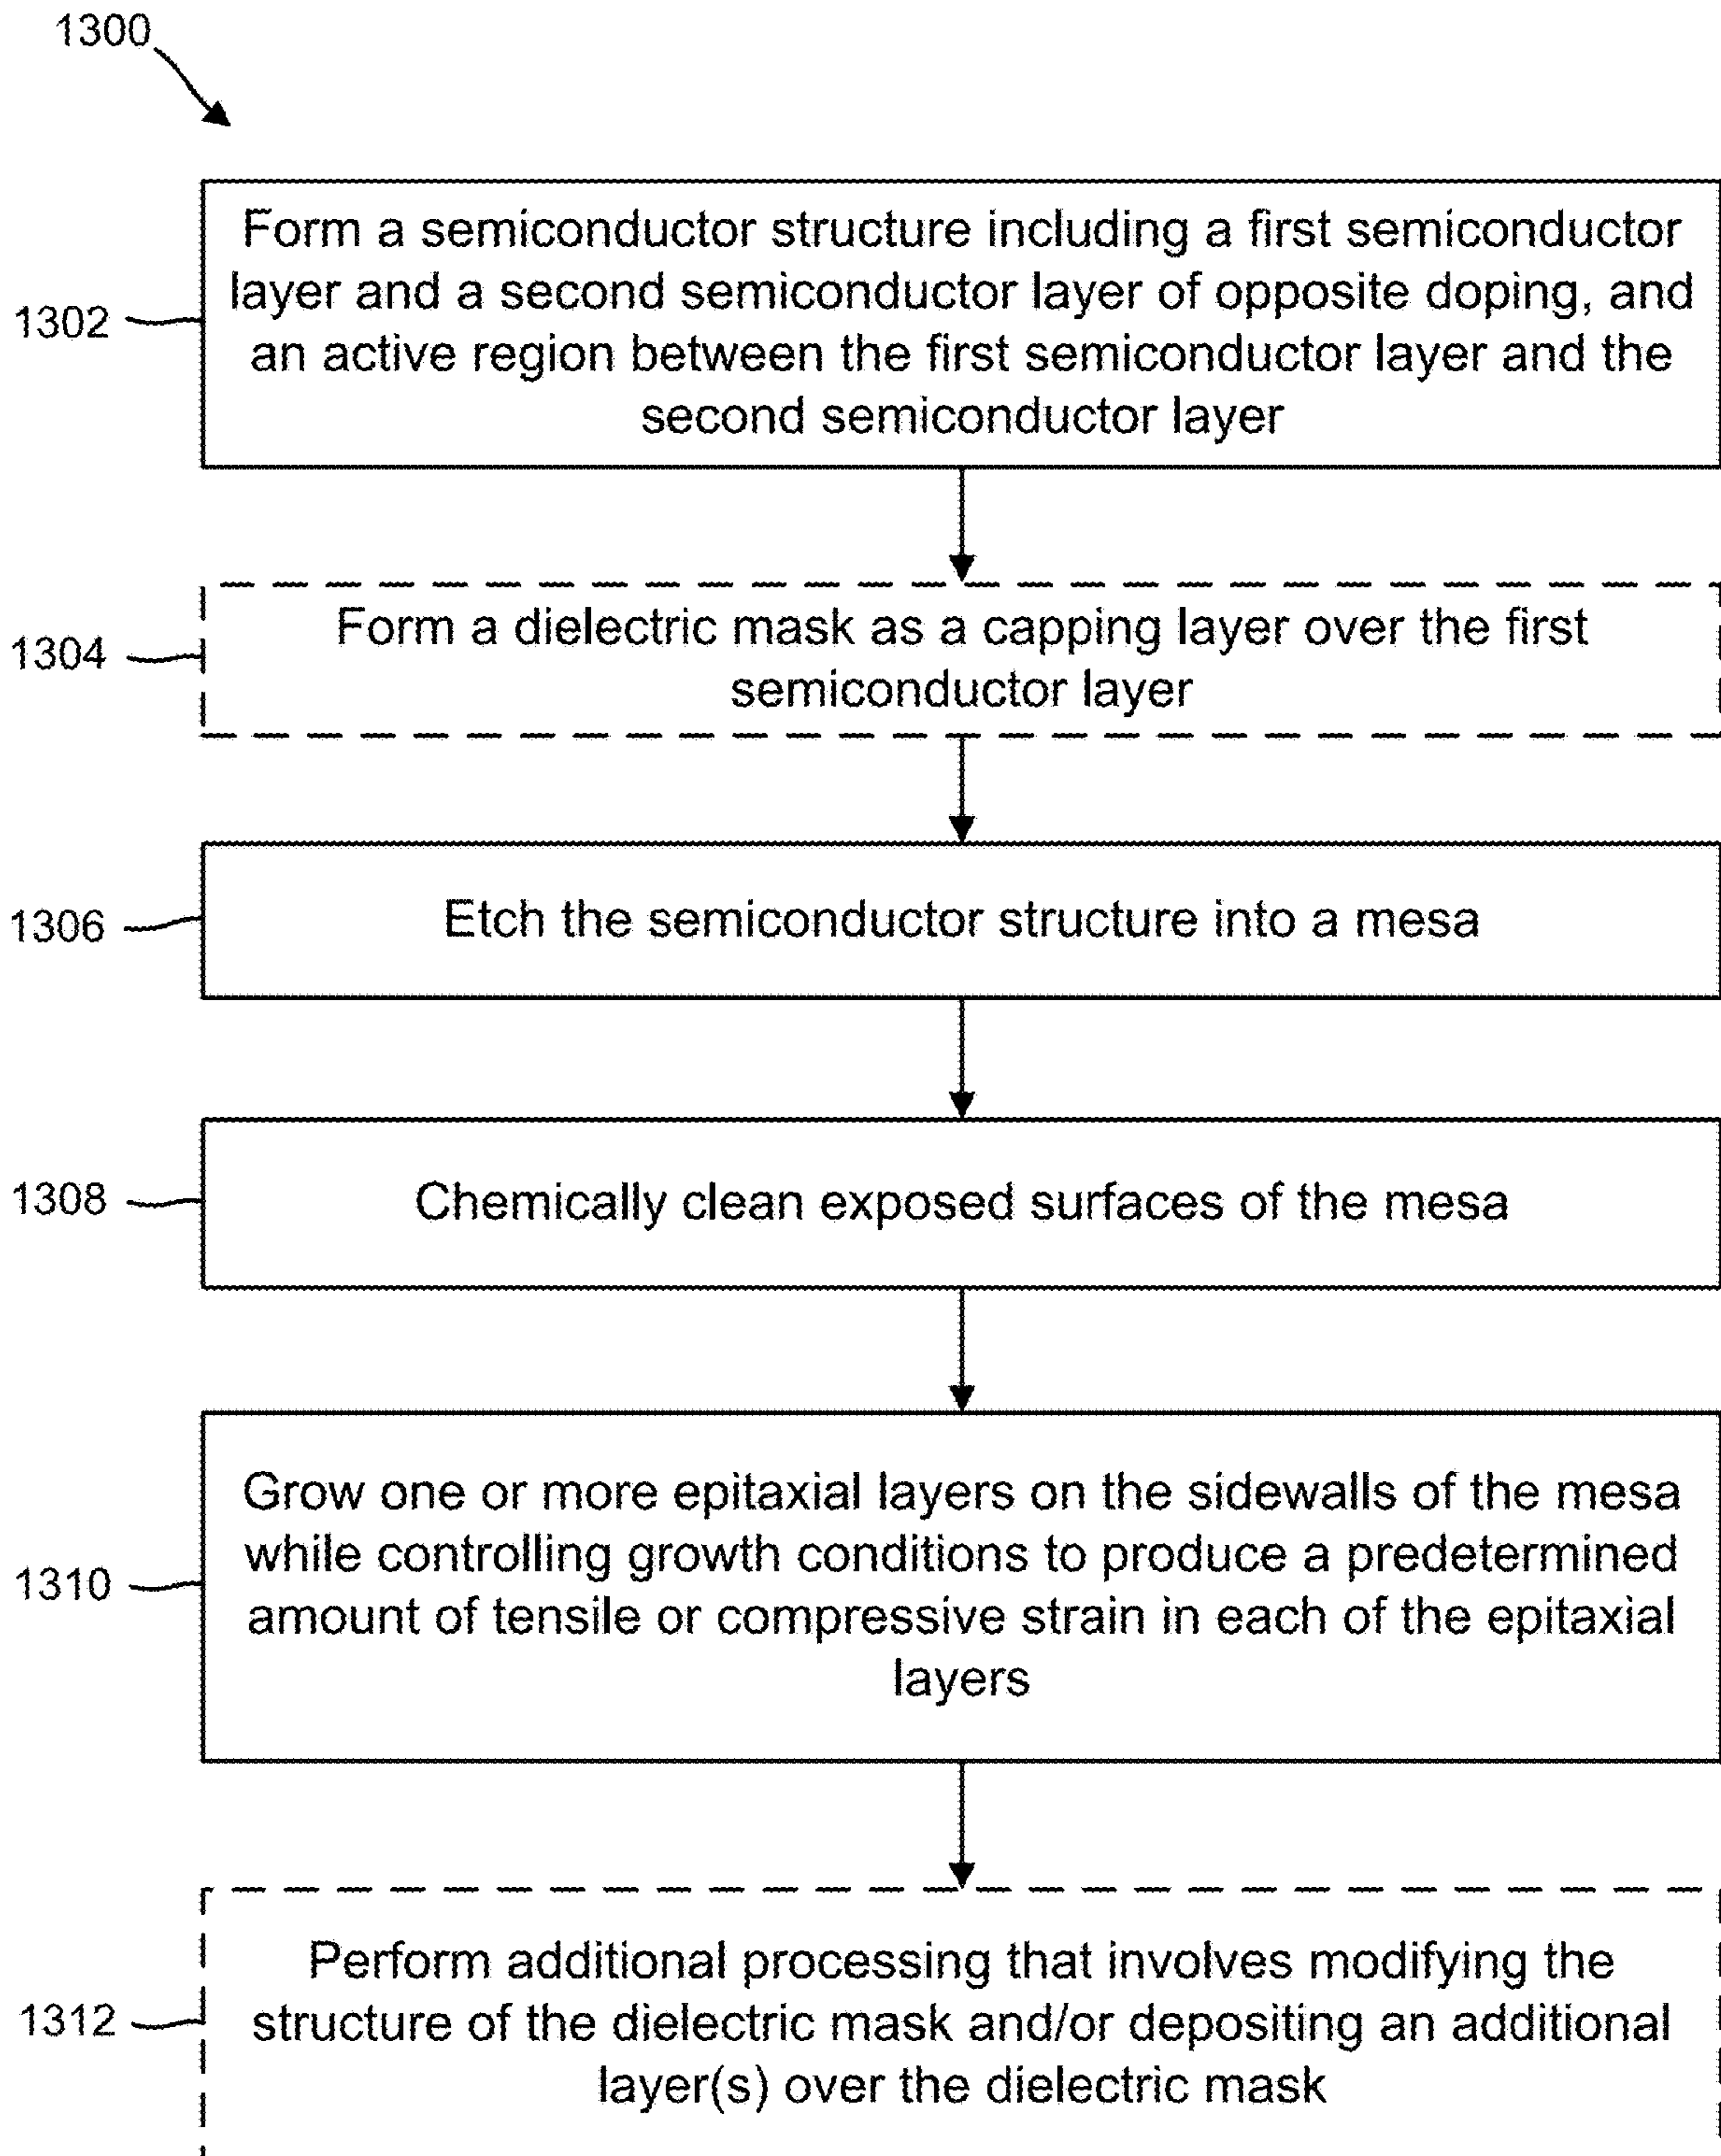 1300
Form a semiconductor structure including a first semiconductor
layer and a second semiconductor layer of opposite doping, and
1302
an active region between the first semiconductor layer and the
second semiconductor layer
Form a dielectric mask as a capping layer over the first
1304
semiconductor layer
1306
Etch the semiconductor structure into a mesa
1308
Chemically clean exposed surfaces of the mesa
Grow one or more epitaxial layers on the sidewalls of the mesa
while controlling growth conditions to produce a predetermined
1310
amount of tensile or compressive strain in each of the epitaxial
layers
Perform additional processing that involves modifying the
1312
structure of the dielectric mask and/or depositing an additional
layer(s) over the dielectric mask